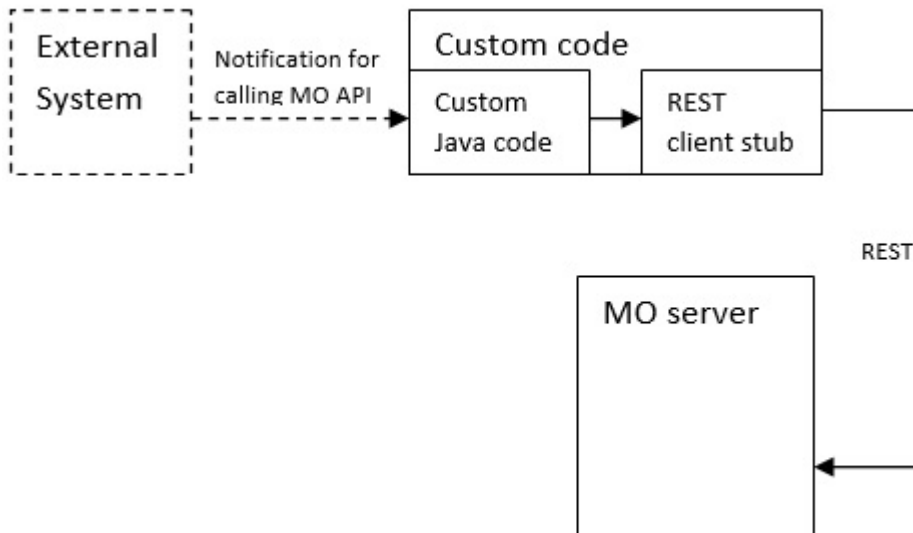 External
System
Notification for
calling MO API
Custom code
Custom
Java code
REST
client stub
REST
MO server